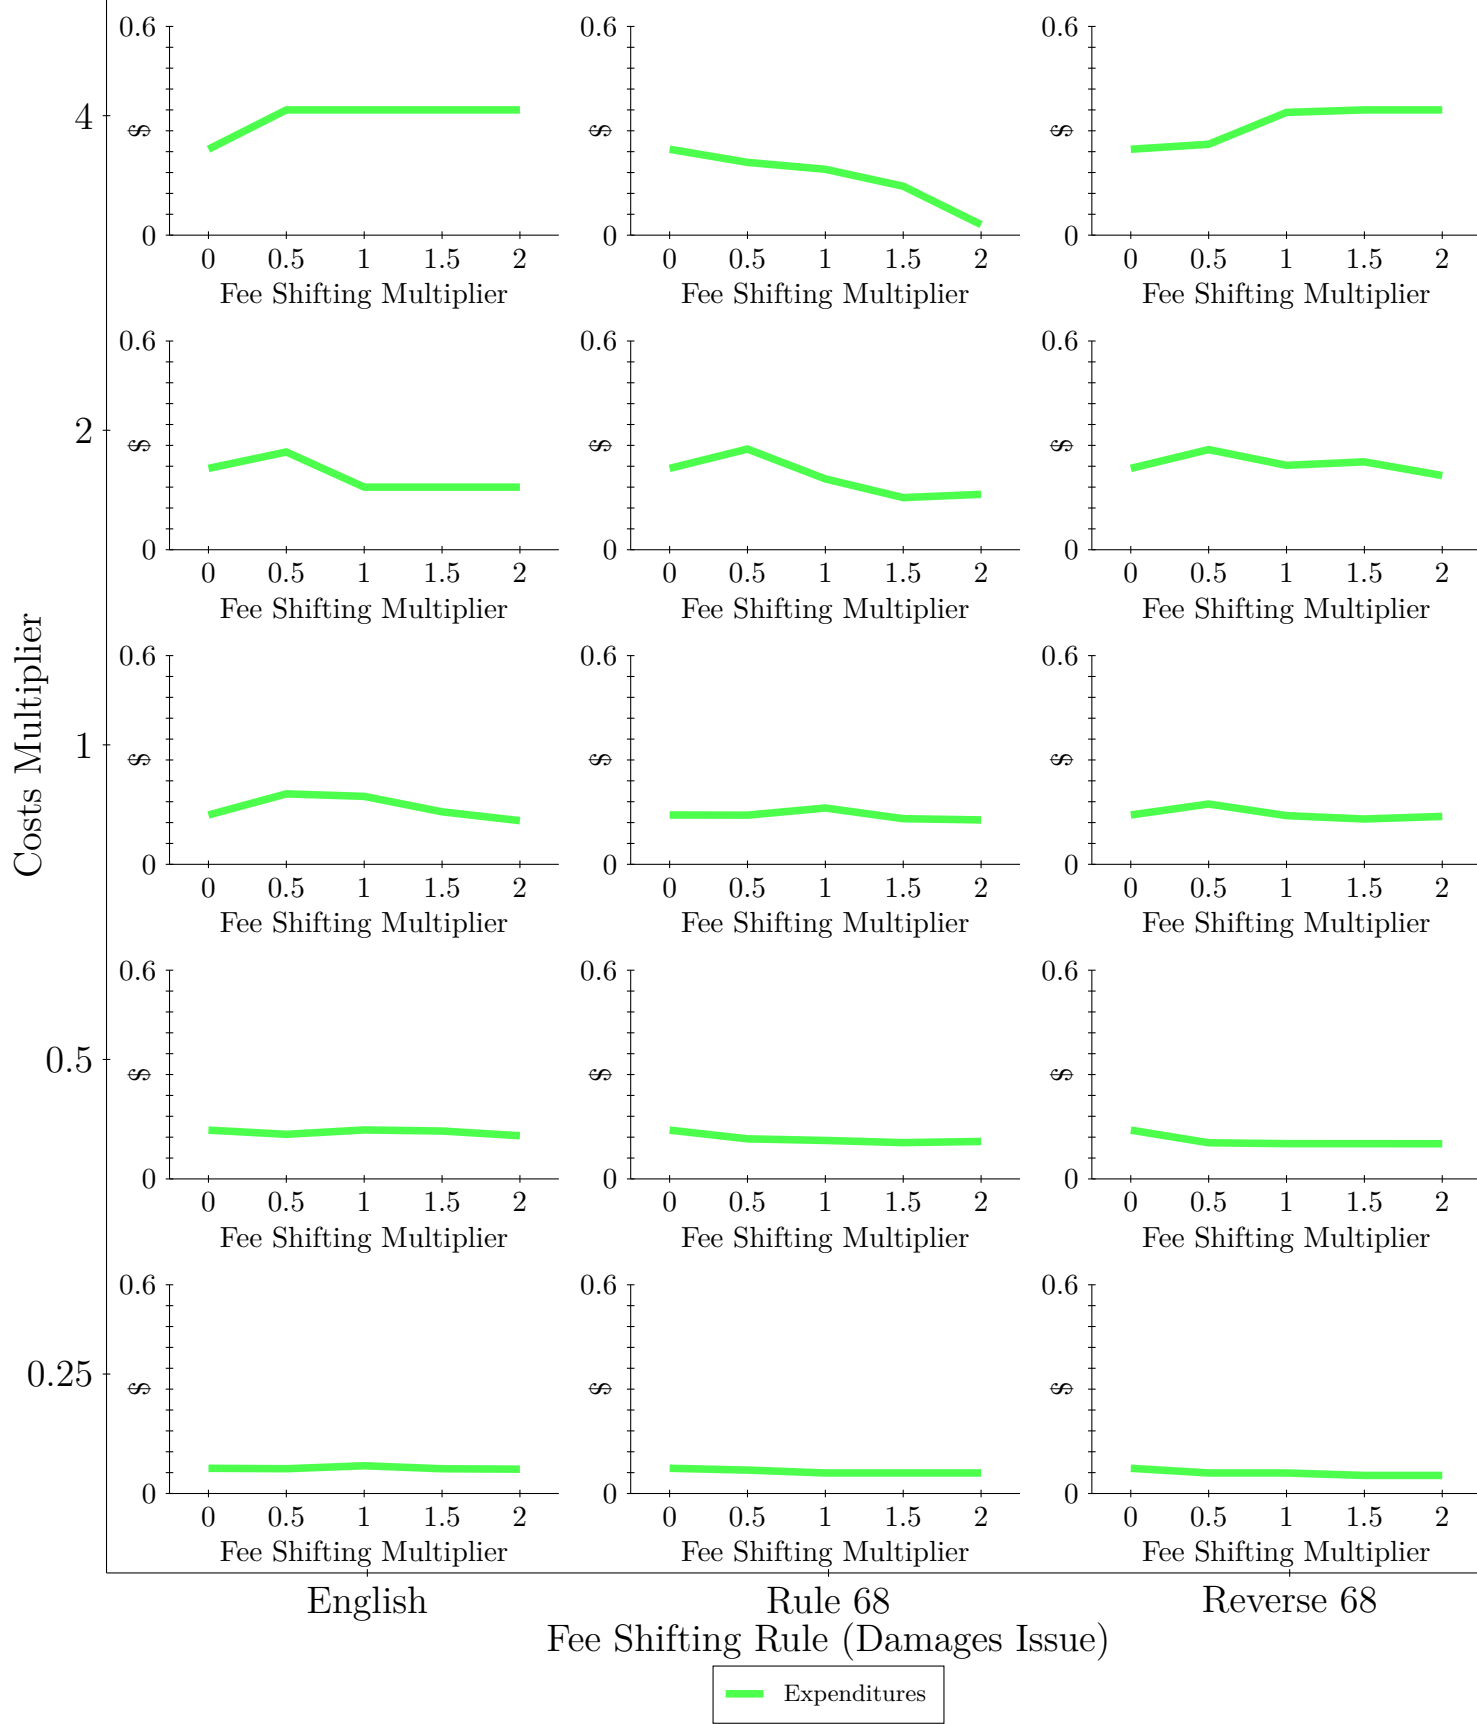 0.6 0.6 0.6
4 $ $ $
0 0 0
0 0.5 1 1.5 2 0 0.5 1 1.5 2 0 0.5 1 1.5 2
Fee Shifting Multiplier Fee Shifting Multiplier Fee Shifting Multiplier
0.6 0.6 0.6
2 $ $ $
0 0 0
0 0.5 1 1.5 2 0 0.5 1 1.5 2 0 0.5 1 1.5 2
Fee Shifting Multiplier Fee Shifting Multiplier Fee Shifting Multiplier
Costs Multiplier
0.6 0.6 0.6
1 $ $ $
0 0 0
0 0.5 1 1.5 2 0 0.5 1 1.5 2 0 0.5 1 1.5 2
Fee Shifting Multiplier Fee Shifting Multiplier Fee Shifting Multiplier
0.6 0.6 0.6
0.5 $ $ $
0 0 0
0 0.5 1 1.5 2 0 0.5 1 1.5 2 0 0.5 1 1.5 2
Fee Shifting Multiplier Fee Shifting Multiplier Fee Shifting Multiplier
0.6 0.6 0.6
0.25 $ $ $
0 0 0
0 0.5 1 1.5 2 0 0.5 1 1.5 2 0 0.5 1 1.5 2
Fee Shifting Multiplier Fee Shifting Multiplier Fee Shifting Multiplier
English Rule 68 Reverse 68
Fee Shifting Rule (Damages Issue)
Expenditures